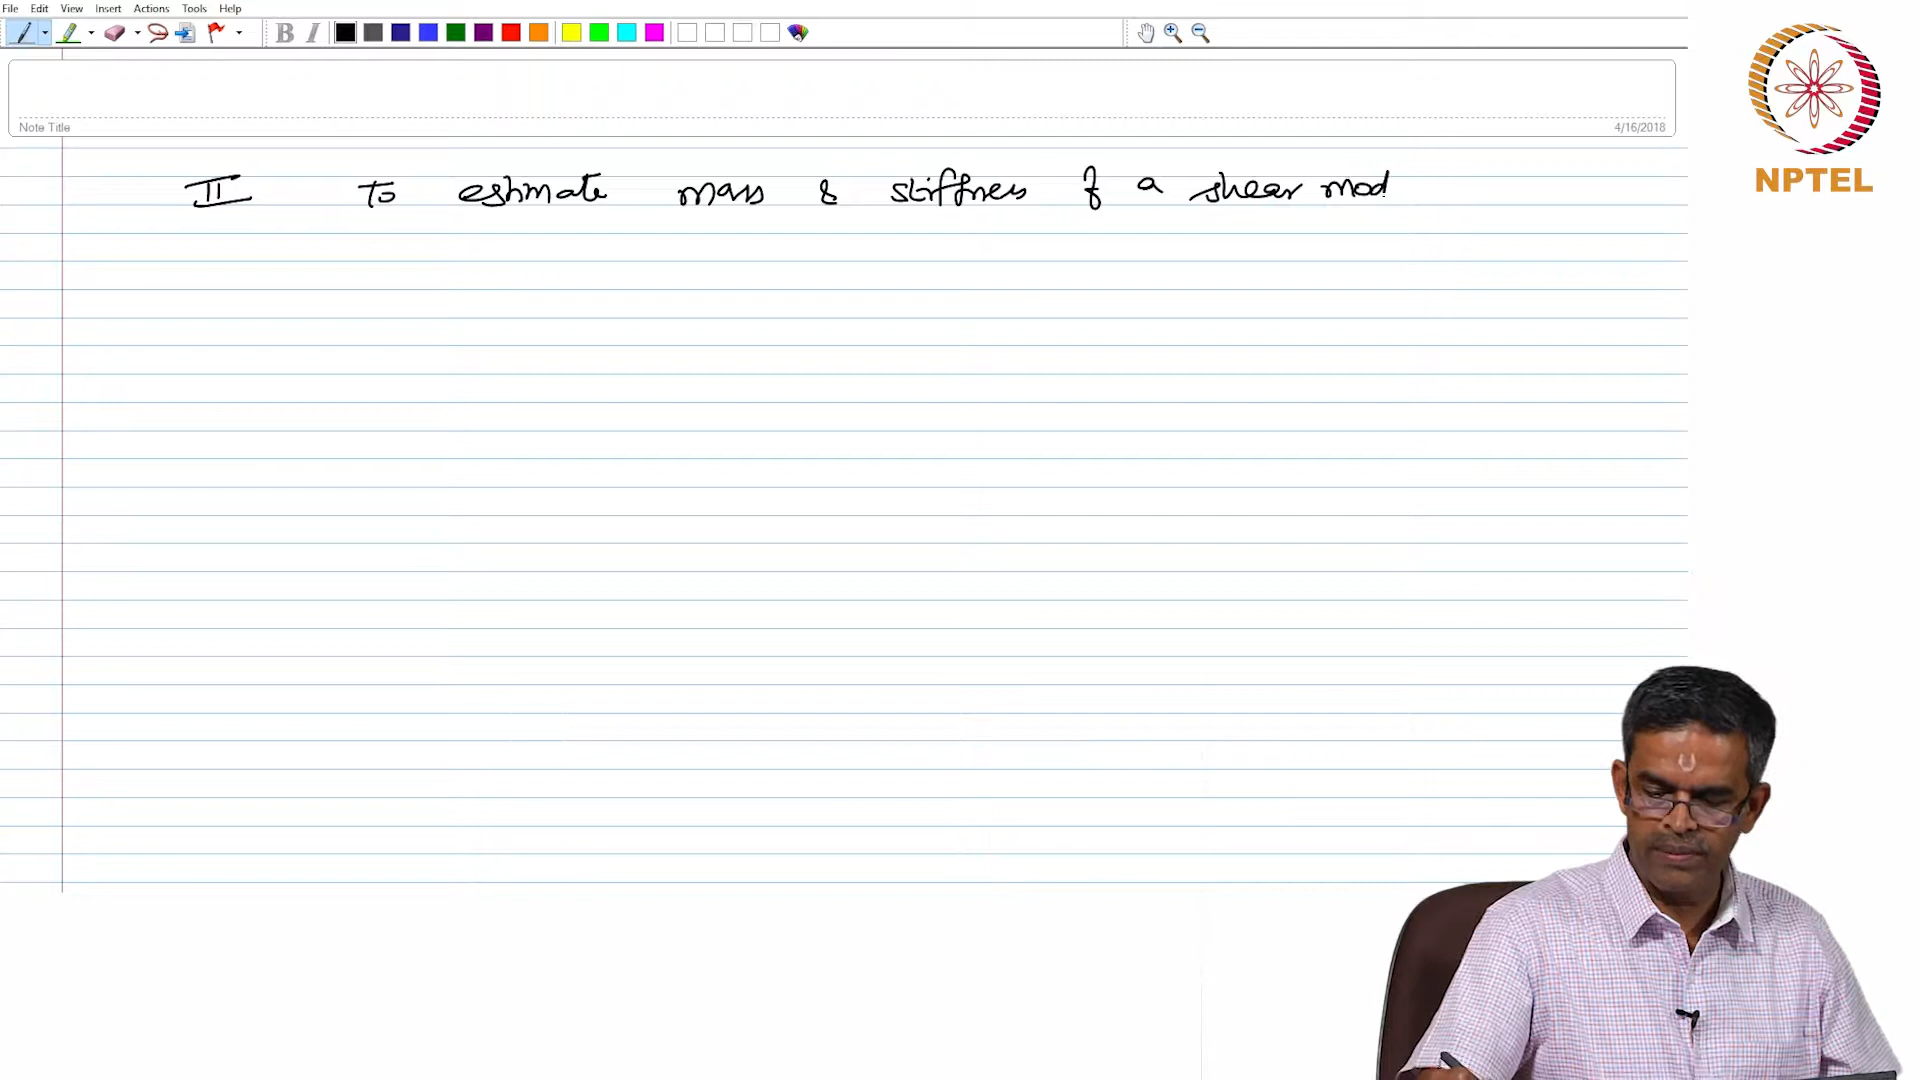 File Edit View Insert Actions Tools Help
B I
Note Title
4/16/2018
II To estimate mass & stiffness of a shear mod
NPTEL